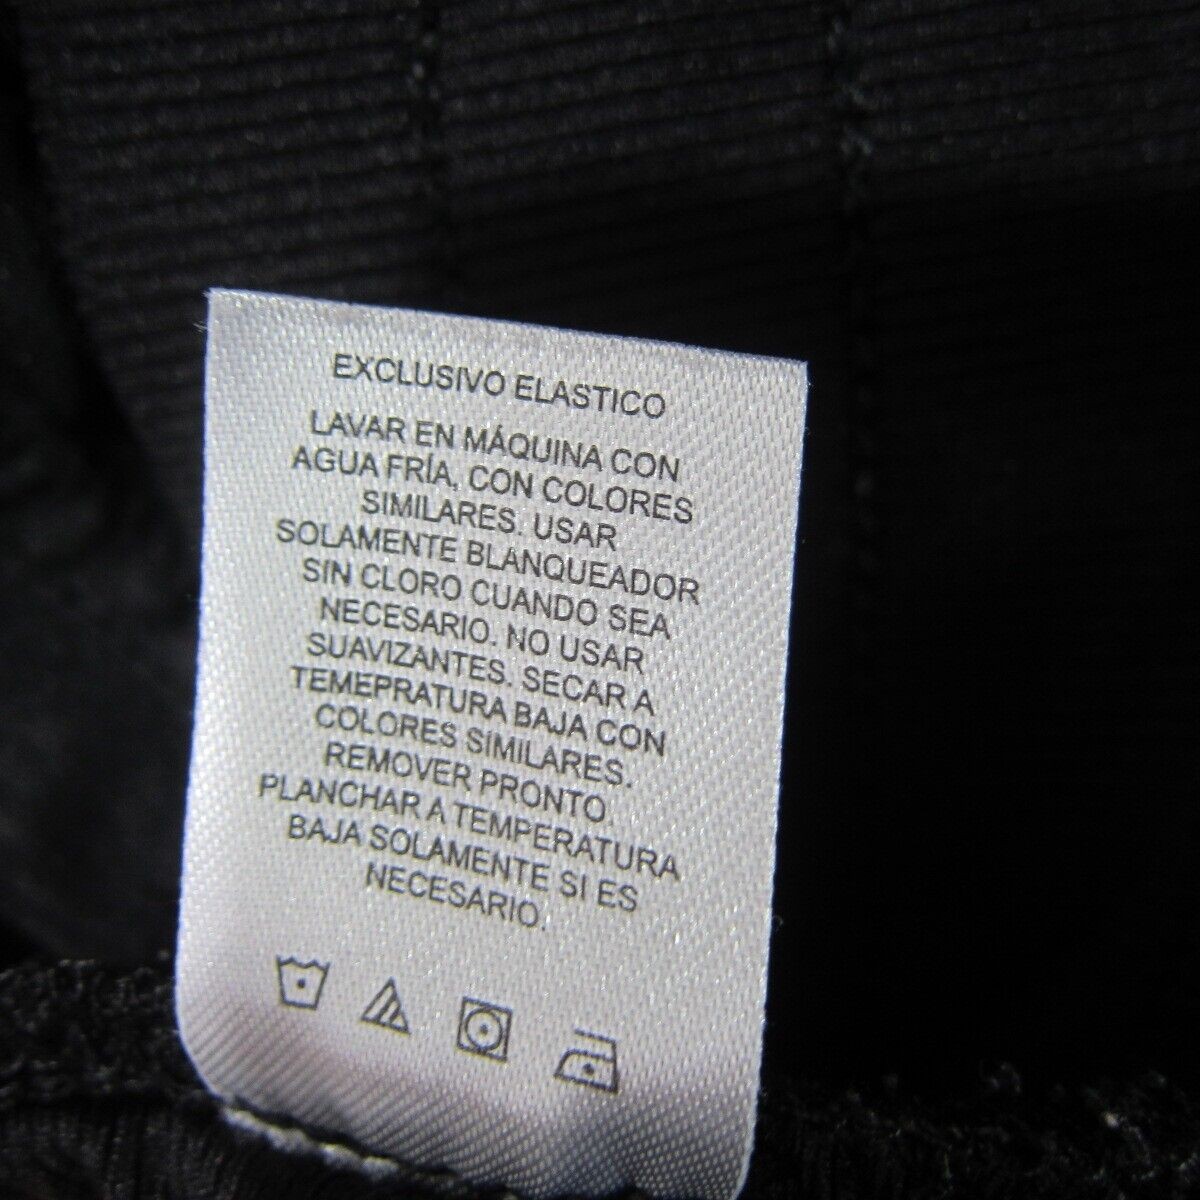 EXCLUSIVO ELASTICO
LAVAR EN MÁQUINA CON
AGUA FRÍA, CON COLORES
SIMILARES. USAR
SOLAMENTE BLANQUEADOR
SIN CLORO CUANDO SEA
NECESARIO. NO USAR
SUAVIZANTES. SECAR A
TEMEPRATURA BAJA CON
COLORES SIMILARES.
REMOVER PRONTO.
PLANCHAR A TEMPERATURA
BAJA SOLAMENTE SI ES
NECESARIO.